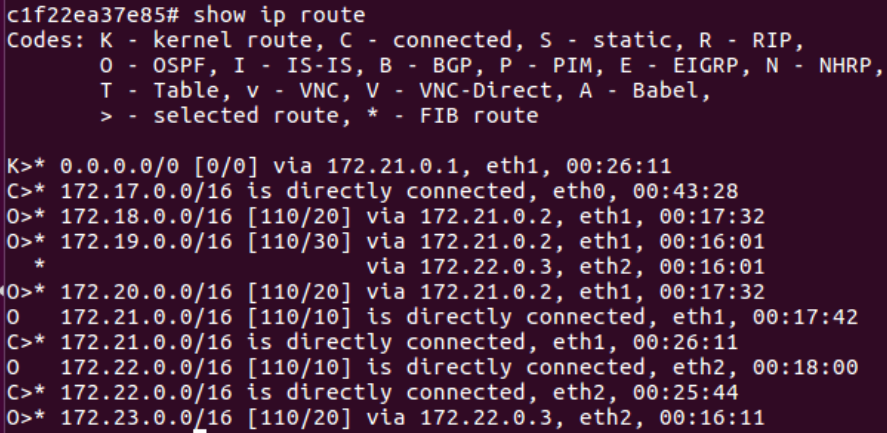 c1f22ea37e85# show ip route
Codes: K - kernel route, C - connected, S - static, R - RIP,
       O - OSPF, I - IS-IS, B - BGP, P - PIM, E - EIGRP, N - NHRP,
       T - Table, v - VNC, V - VNC-Direct, A - Babel,
       > - selected route, * - FIB route

K>* 0.0.0.0/0 [0/0] via 172.21.0.1, eth1, 00:26:11
C>* 172.17.0.0/16 is directly connected, eth0, 00:43:28
O>* 172.18.0.0/16 [110/20] via 172.21.0.2, eth1, 00:17:32
O>* 172.19.0.0/16 [110/30] via 172.21.0.2, eth1, 00:16:01
  *                        via 172.22.0.3, eth2, 00:16:01
O>* 172.20.0.0/16 [110/20] via 172.21.0.2, eth1, 00:17:32
O   172.21.0.0/16 [110/10] is directly connected, eth1, 00:17:42
C>* 172.21.0.0/16 is directly connected, eth1, 00:26:11
O   172.22.0.0/16 [110/10] is directly connected, eth2, 00:18:00
C>* 172.22.0.0/16 is directly connected, eth2, 00:25:44
O>* 172.23.0.0/16 [110/20] via 172.22.0.3, eth2, 00:16:11